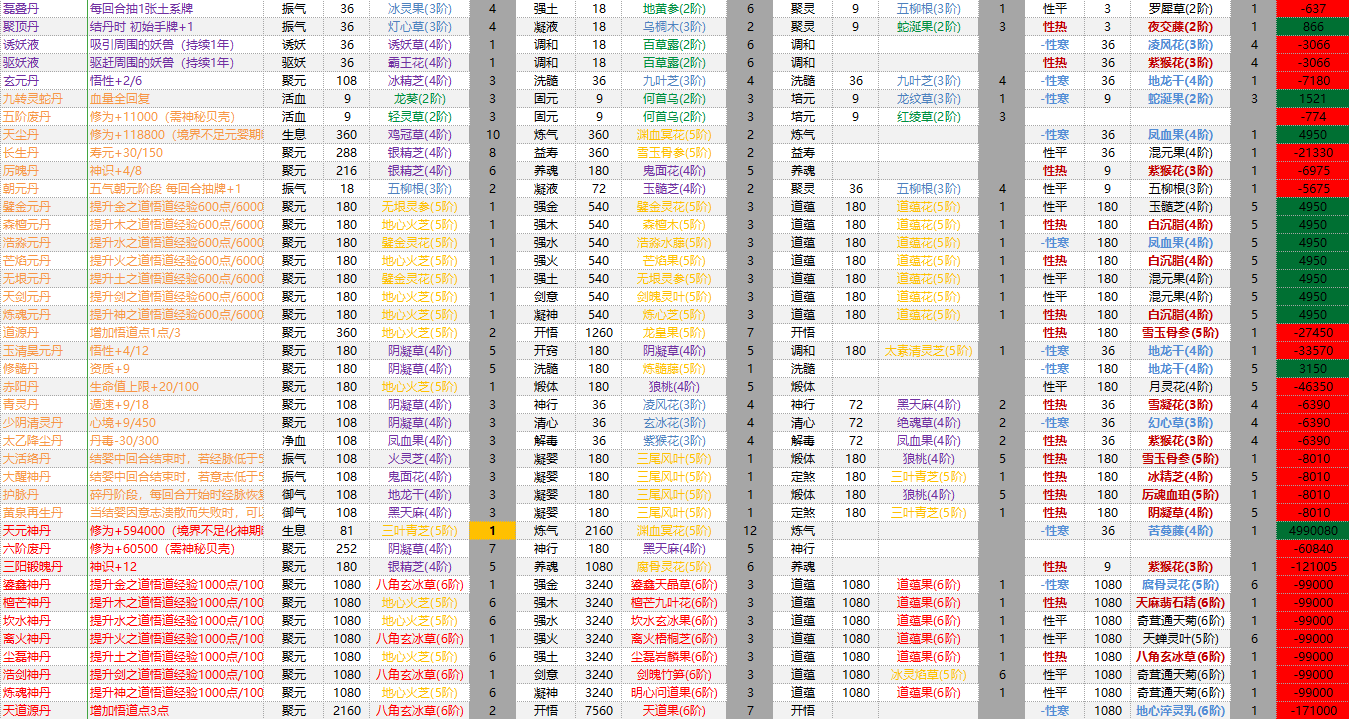 磊叠丹 每回合抽1张土系牌 振气 36 冰灵果(3阶) 4 强土 18 地黄参(2阶) 6 聚灵 9 五柳根(3阶) 1 性平 3 罗犀草(2阶) 1 -637
聚顶丹 结丹时 初始手牌+1 振气 36 灯心草(3阶) 4 凝液 18 乌稠木(3阶) 2 聚灵 9 蛇涎果(2阶) 3 性热 3 夜交藤(2阶) 1 866
诱妖液 吸引周围的妖兽（持续1年） 诱妖 36 诱妖草(4阶) 1 调和 18 百草露(2阶) 6 调和 -性寒 36 凌风花(3阶) 4 -3066
驱妖液 驱赶周围的妖兽（持续1年） 驱妖 36 霸王花(4阶) 1 调和 18 百草露(2阶) 6 调和 性热 36 紫猴花(3阶) 4 -3066
玄元丹 悟性+2/6 聚元 108 冰精芝(4阶) 3 洗髓 36 九叶芝(3阶) 4 洗髓 36 九叶芝(3阶) 4 -性寒 36 地龙干(4阶) 1 -7180
九转灵蛇丹 血量全回复 活血 9 龙葵(2阶) 3 固元 9 何首乌(2阶) 3 培元 9 龙纹草(3阶) 1 -性寒 9 蛇涎果(2阶) 3 1521
五阶废丹 修为+11000（需神秘贝壳） 活血 9 轻灵草(2阶) 3 固元 9 何首乌(2阶) 3 培元 9 红绫草(2阶) 3 -774
天尘丹 修为+118800（境界不足元婴期 生息 360 鸡冠草(4阶) 10 炼气 360 渊血冥花(5阶) 2 炼气 -性寒 36 凤血果(4阶) 1 4950
长生丹 寿元+30/150 聚元 288 银精芝(4阶) 8 益寿 360 雪玉骨参(5阶) 2 益寿 性平 36 混元果(4阶) 1 -21330
厉魄丹 神识+4/8 聚元 216 银精芝(4阶) 6 养魂 180 鬼面花(4阶) 5 养魂 性热 9 紫猴花(3阶) 1 -6975
朝元丹 五气朝元阶段 每回合抽牌+1 振气 18 五柳根(3阶) 2 凝液 72 玉髓芝(4阶) 2 聚灵 36 五柳根(3阶) 4 性平 9 五柳根(3阶) 1 -5675
鐾金元丹 提升金之道悟道经验600点/6000 聚元 180 无垠灵参(5阶) 1 强金 540 鐾金灵花(5阶) 3 道蕴 180 道蕴花(5阶) 1 性平 180 玉髓芝(4阶) 5 4950
森楦元丹 提升木之道悟道经验600点/6000 聚元 180 地心火芝(5阶) 1 强木 540 森楦木(5阶) 3 道蕴 180 道蕴花(5阶) 1 性热 180 白沉脂(4阶) 5 4950
浩淼元丹 提升水之道悟道经验600点/6000 聚元 180 鐾金灵花(5阶) 1 强水 540 浩淼水藤(5阶) 3 道蕴 180 道蕴花(5阶) 1 -性寒 180 凤血果(4阶) 5 4950
芒焰元丹 提升火之道悟道经验600点/6000 聚元 180 地心火芝(5阶) 1 强火 540 芒焰果(5阶) 3 道蕴 180 道蕴花(5阶) 1 性热 180 白沉脂(4阶) 5 4950
无垠元丹 提升土之道悟道经验600点/6000 聚元 180 鐾金灵花(5阶) 1 强土 540 无垠灵参(5阶) 3 道蕴 180 道蕴花(5阶) 1 性平 180 混元果(4阶) 5 4950
天剑元丹 提升剑之道悟道经验600点/6000 聚元 180 地心火芝(5阶) 1 剑意 540 剑魄灵叶(5阶) 3 道蕴 180 道蕴花(5阶) 1 性平 180 混元果(4阶) 5 4950
炼魂元丹 提升神之道悟道经验600点/6000 聚元 180 地心火芝(5阶) 1 凝神 540 炼心芝(5阶) 3 道蕴 180 道蕴花(5阶) 1 性热 180 白沉脂(4阶) 5 4950
道源丹 增加悟道点1点/3 聚元 360 地心火芝(5阶) 2 开悟 1260 龙皇果(5阶) 7 开悟 性热 180 雪玉骨参(5阶) 1 -27450
玉清昊元丹 悟性+4/12 聚元 180 阴凝草(4阶) 5 开窍 180 阴凝草(4阶) 5 调和 180 太素清灵芝(5阶) 1 -性寒 36 地龙干(4阶) 1 -33570
修髓丹 资质+9 聚元 180 阴凝草(4阶) 5 洗髓 180 炼髓藤(5阶) 1 洗髓 -性寒 180 地龙干(4阶) 5 3150
赤阳丹 生命值上限+20/100 聚元 180 地心火芝(5阶) 1 煅体 180 狼桃(4阶) 5 煅体 性平 180 月灵花(4阶) 5 -46350
青灵丹 遁速+9/18 聚元 108 阴凝草(4阶) 3 神行 36 凌风花(3阶) 4 神行 72 黑天麻(4阶) 2 性热 36 雪凝花(3阶) 4 -6390
少阴清灵丹 心境+9/450 聚元 108 阴凝草(4阶) 3 清心 36 玄冰花(3阶) 4 清心 72 绝魂草(4阶) 2 -性寒 36 幻心草(3阶) 4 -6390
太乙降尘丹 丹毒-30/300 净血 108 凤血果(4阶) 3 解毒 36 紫猴花(3阶) 4 解毒 72 凤血果(4阶) 2 性热 36 紫猴花(3阶) 4 -6390
大活络丹 结婴中回合结束时，若经脉低于 振气 108 火灵芝(4阶) 3 凝婴 180 三尾风叶(5阶) 1 煅体 180 狼桃(4阶) 5 性热 180 雪玉骨参(5阶) 1 -8010
大醒神丹 结婴中回合结束时，若意志低于 振气 108 鬼面花(4阶) 3 凝婴 180 三尾风叶(5阶) 1 定煞 180 三叶青芝(5阶) 1 性热 180 冰精芝(4阶) 5 -8010
护脉丹 碎丹阶段，每回合开始时经脉恢复 御气 108 地龙干(4阶) 3 凝婴 180 三尾风叶(5阶) 1 煅体 180 狼桃(4阶) 5 性热 180 厉魂血珀(5阶) 1 -8010
黄泉再生丹 当结婴因意志溃散而失败时，可以 御气 108 黑天麻(4阶) 3 凝婴 180 三尾风叶(5阶) 1 定煞 180 三叶青芝(5阶) 1 性热 180 阴凝草(4阶) 5 -8010
天元神丹 修为+594000（境界不足化神期 生息 81 三叶青芝(5阶) 1 炼气 2160 渊血冥花(5阶) 12 炼气 -性寒 36 苦蔓藤(4阶) 1 4990080
六阶废丹 修为+60500（需神秘贝壳） 聚元 252 阴凝草(4阶) 7 神行 180 黑天麻(4阶) 5 神行 -60840
三阳锻魄丹 神识+12 聚元 180 银精芝(4阶) 5 养魂 1080 腐骨灵花(5阶) 6 养魂 性热 9 紫猴花(3阶) 1 -121005
鎏鑫神丹 提升金之道悟道经验1000点/100 聚元 1080 八角玄冰草(6阶) 1 强金 3240 鎏鑫天晶草(6阶) 3 道蕴 1080 道蕴果(6阶) 1 -性寒 1080 腐骨灵花(5阶) 6 -99000
楦芒神丹 提升木之道悟道经验1000点/100 聚元 1080 地心火芝(5阶) 6 强木 3240 楦芒九叶花(6阶) 3 道蕴 1080 道蕴果(6阶) 1 性热 1080 天麻翡石精(6阶) 1 -99000
坎水神丹 提升水之道悟道经验1000点/100 聚元 1080 地心火芝(5阶) 6 强水 3240 坎水玄冰果(6阶) 3 道蕴 1080 道蕴果(6阶) 1 性平 1080 奇茸通天菊(6阶) 1 -99000
离火神丹 提升火之道悟道经验1000点/100 聚元 1080 八角玄冰草(6阶) 1 强火 3240 离火梧桐芝(6阶) 3 道蕴 1080 道蕴果(6阶) 1 性平 1080 天蝉灵叶(5阶) 6 -99000
尘磊神丹 提升土之道悟道经验1000点/100 聚元 1080 地心火芝(5阶) 6 强土 3240 尘磊岩麟果(6阶) 3 道蕴 1080 道蕴果(6阶) 1 性热 1080 八角玄冰草(6阶) 1 -99000
浩剑神丹 提升剑之道悟道经验1000点/100 聚元 1080 八角玄冰草(6阶) 1 剑意 3240 剑魄竹笋(6阶) 3 道蕴 1080 冰灵焰草(5阶) 6 性平 1080 奇茸通天菊(6阶) 1 -99000
炼魂神丹 提升神之道悟道经验1000点/100 聚元 1080 地心火芝(5阶) 6 凝神 3240 明心问道果(6阶) 3 道蕴 1080 道蕴果(6阶) 1 性平 1080 奇茸通天菊(6阶) 1 -99000
天道源丹 增加悟道点3点 聚元 2160 八角玄冰草(6阶) 2 开悟 7560 天道果(6阶) 7 开悟 -性寒 1080 地心淬灵乳(6阶) 1 -171000